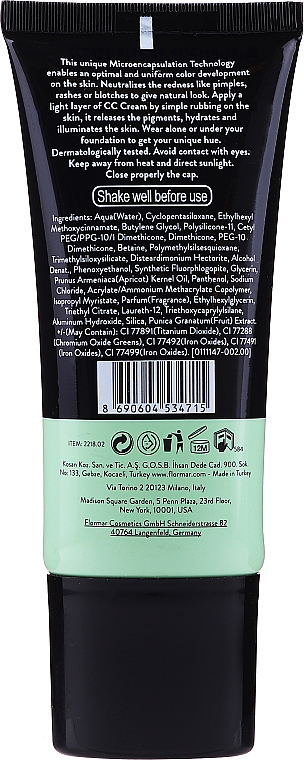 This unique Microencapsulation Technology
enables an optimal and uniform color development
on the skin. Neutralizes the redness like pimples,
rashes or blotches to give natural look. Apply a
light layer of CC Cream by simple rubbing on the
skin, it releases the pigments, hydrates and
illuminates the skin. Wear alone or under your
foundation to get your unique hue.
Dermatologically tested. Avoid contact with eyes.
Keep away from heat and direct sunlight.
Close properly the cap.
Shake well before use
Ingredients: Aqua(Water), Cyclopentasiloxane, Ethylhexyl
Methoxycinnamate, Butylene Glycol, Polysilicone-11, Cetyl
PEG/PPG-10/1 Dimethicone, Dimethicone, PEG-10
Dimethicone, Betaine, Polymethylsilsesquioxane,
Trimethylsiloxysilicate, Disteardimonium Hectorite, Alcohol
Denat., Phenoxyethanol, Synthetic Fluorphlogopite, Glycerin,
Prunus Armeniaca(Apricot) Kernel Oil, Panthenol, Sodium
Chloride, Acrylate/Ammonium Methacrylate Copolymer,
Isopropyl Myristate, Parfum(Fragrance), Ethylhexylglycerin,
Triethyl Citrate, Laureth-12, Triethoxycaprylylsilane,
Aluminum Hydroxide, Silica, Punica Granatum(Fruit) Extract.
+/-(May Contain: CI 77891(Titanium Dioxide), CI 77288
(Chromium Oxide Greens), CI 77492(Iron Oxides), CI 77491
(Iron Oxides), CI 77499(Iron Oxides). [0111147-002.00]
8 690604 534715
ITEM: 2218.02
12M
584
Kosan Koz. San. ve Tic. A.Ş. G.O.S.B. İhsan Dede Cad. 900. Sok.
No: 133, Gebze, Kocaeli, Turkey www.flormar.com - Made in Turkey
Via Torino 2 20123 Milano, Italy
Madison Square Garden, 5 Penn Plaza, 23rd Floor,
New York, 10001, USA
Flormar Cosmetics GmbH Schneiderstrasse 82
40764 Langenfeld, Germany